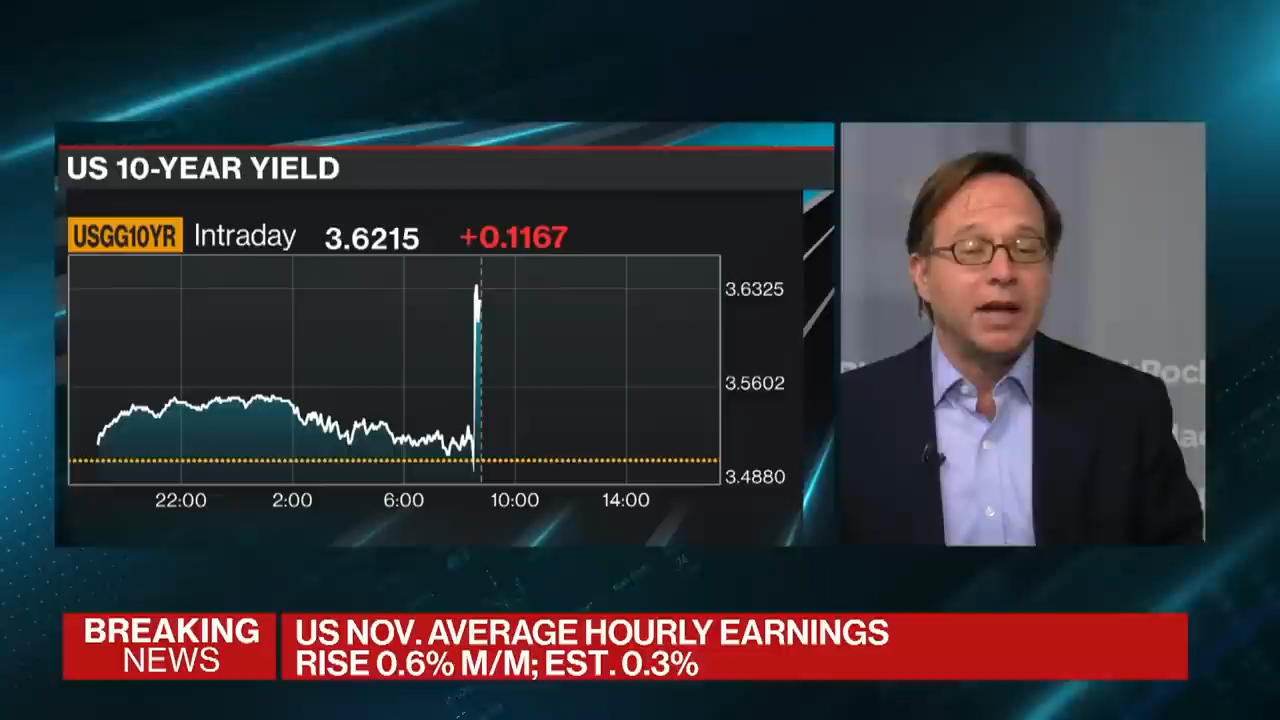 US 10-YEAR YIELD
USGG10YR Intraday 3.6215 +0.1167
3.6325
3.5602
3.4880
22:00 2:00 6:00 10:00 14:00
BREAKING
NEWS
US NOV. AVERAGE HOURLY EARNINGS
RISE 0.6% M/M; EST. 0.3%